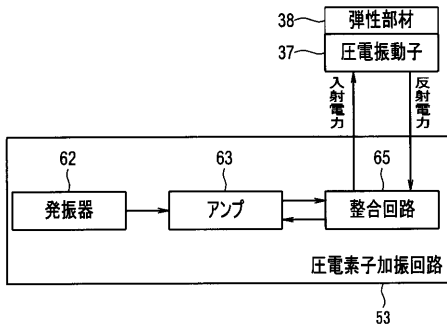 38
弾性部材
37
圧電振動子
入射電力
反射電力
62
63
65
発振器
アンプ
整合回路
圧電素子加振回路
53